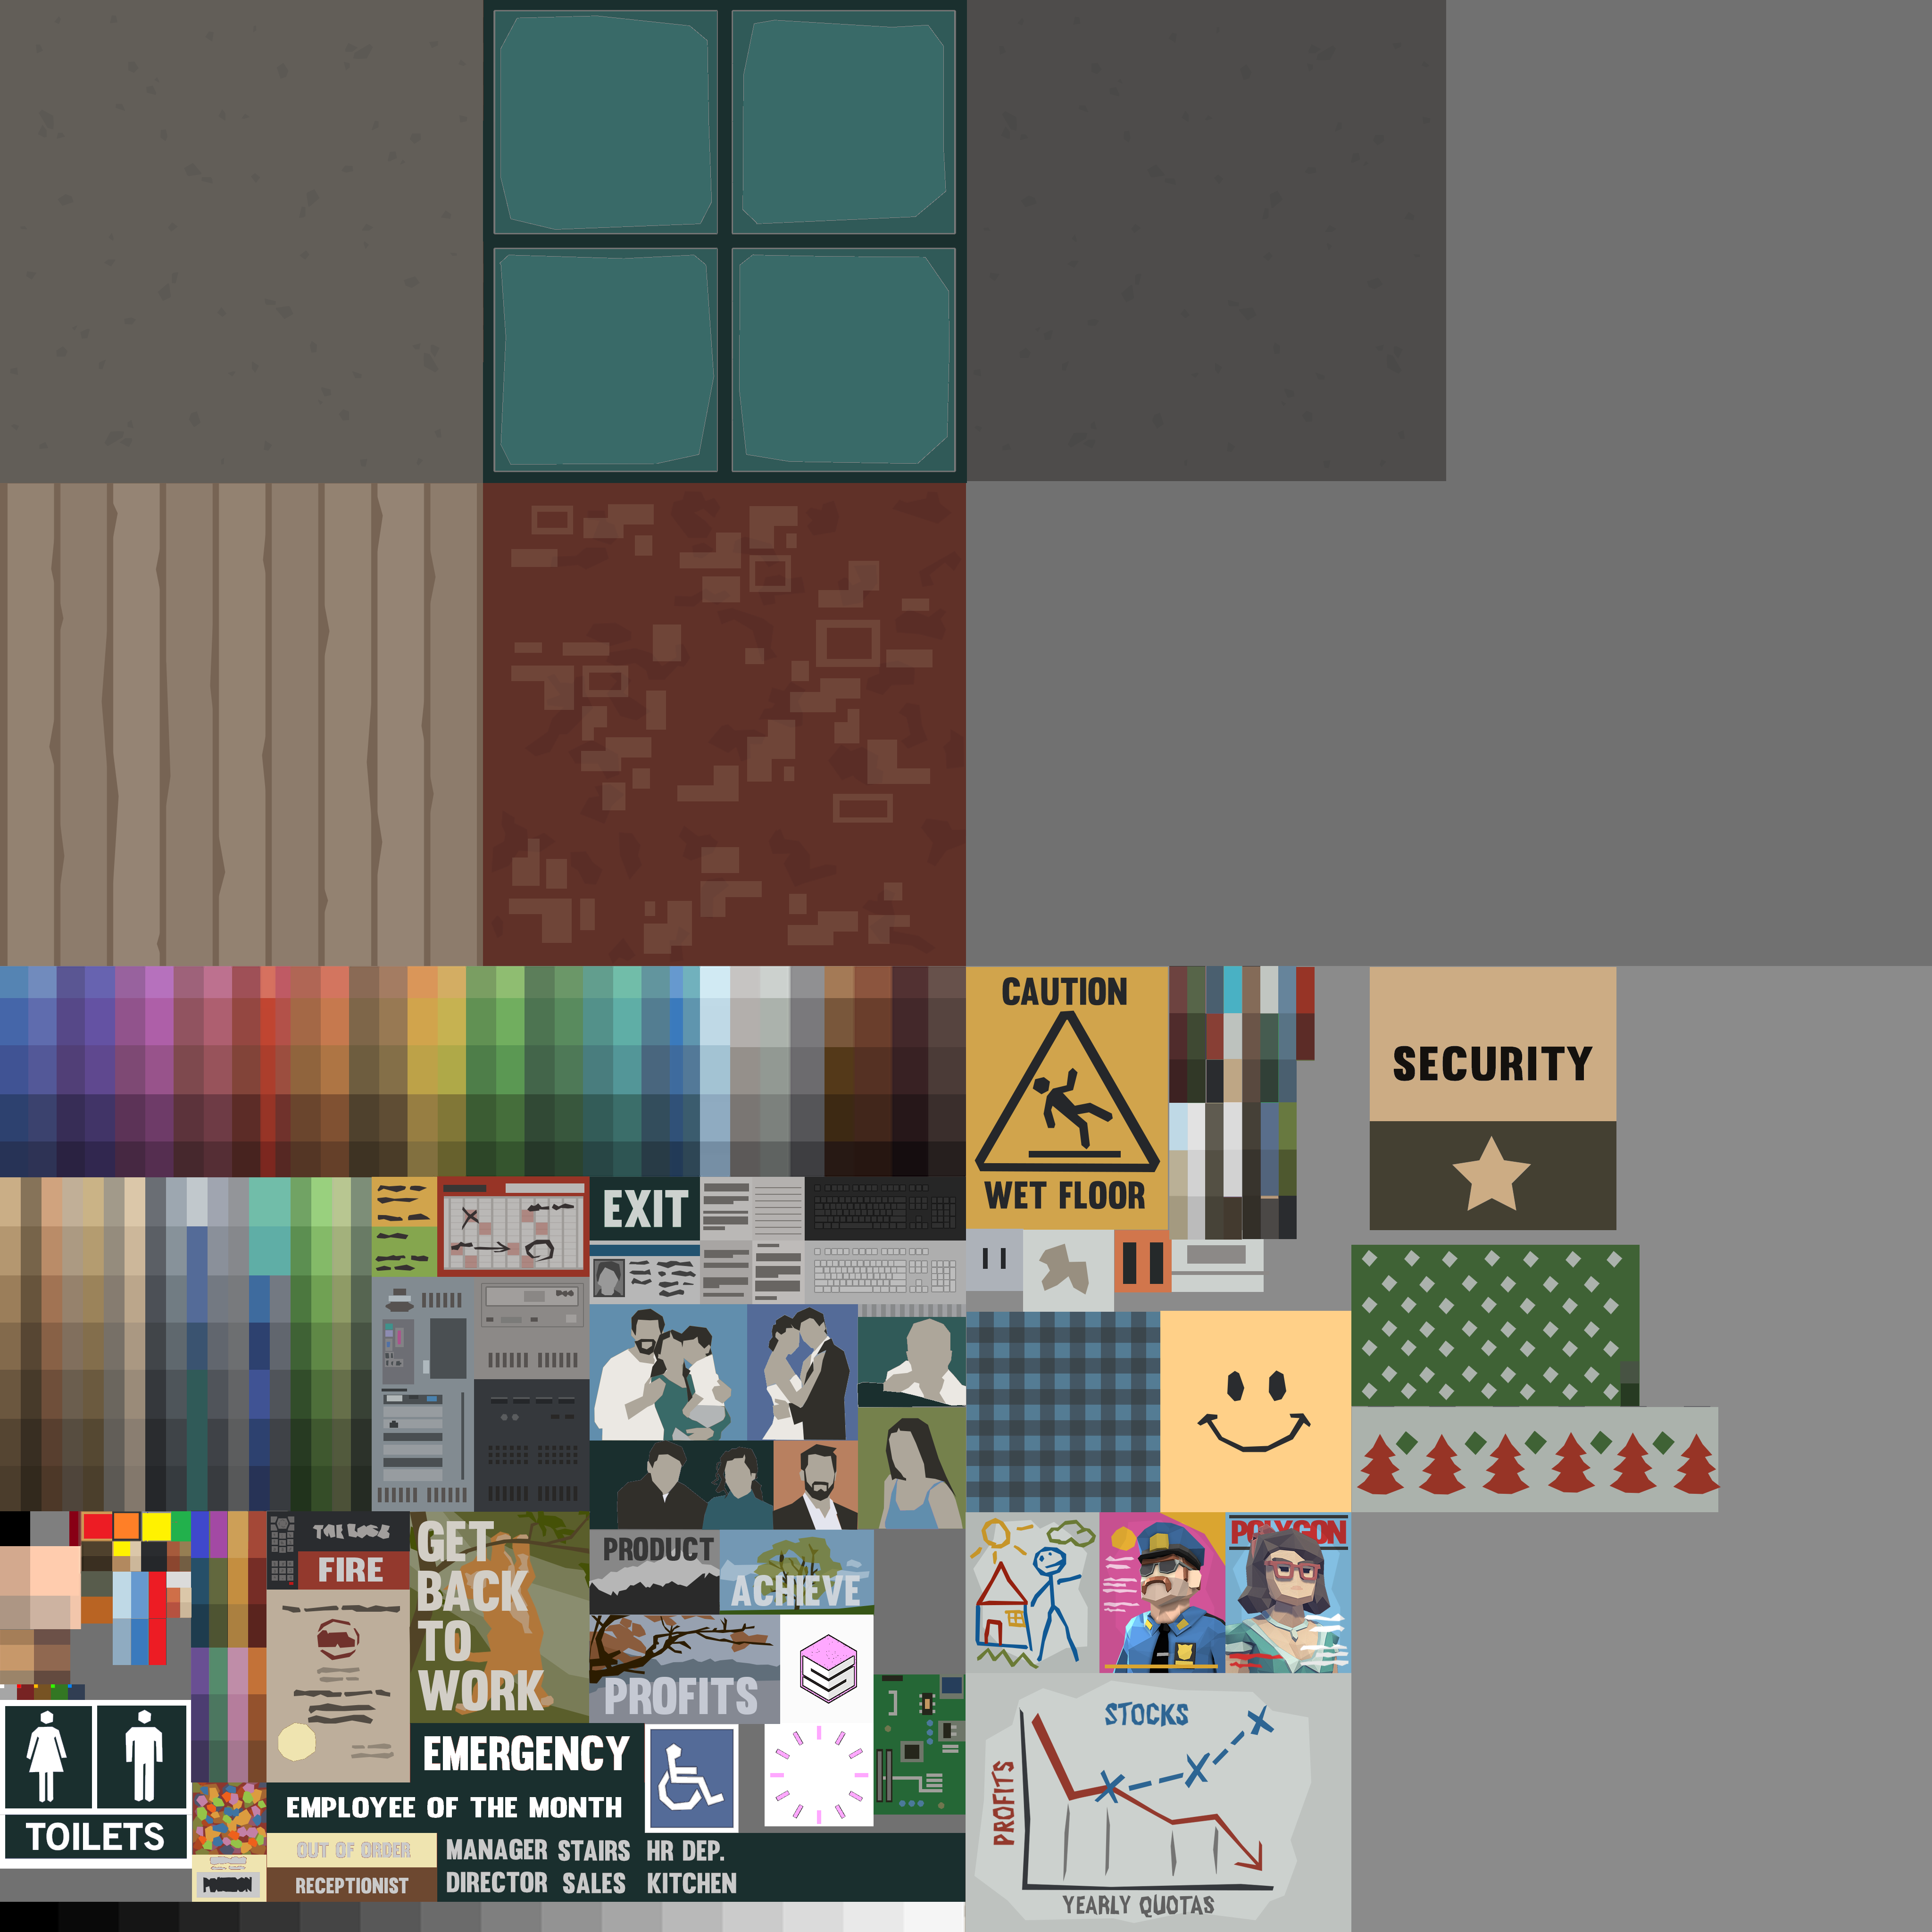 CAUTION
WET FLOOR
SECURITY
EXIT
FIRE
GET
BACK
TO
WORK
PRODUCT
ACHIEVE
PROFITS
POLYGON
EMERGENCY
EMPLOYEE OF THE MONTH
TOILETS
OUT OF ORDER
RECEPTIONIST
MANAGER STAIRS HR DEP.
DIRECTOR SALES KITCHEN
STOCKS
PROFITS
YEARLY QUOTAS